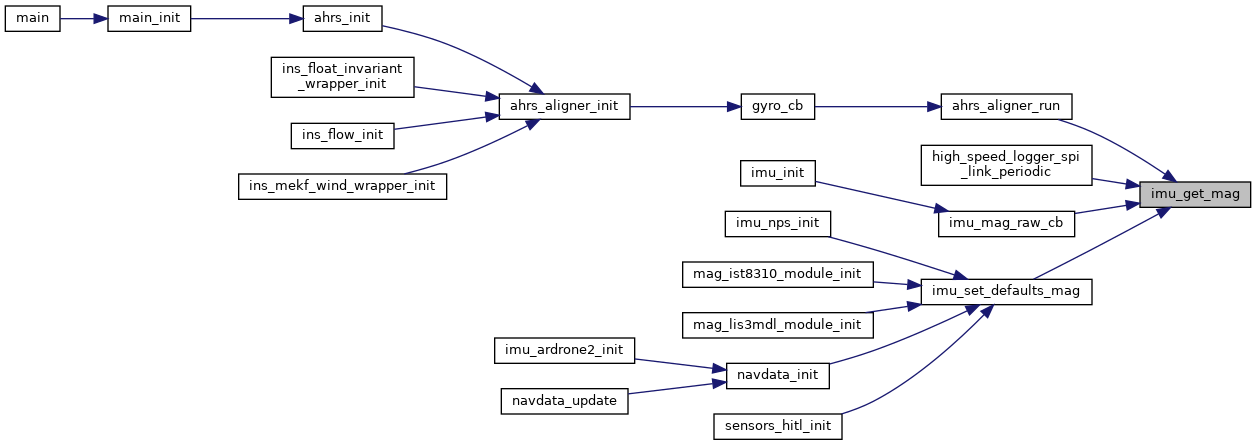 main
main_init
ahrs_init
ins_float_invariant
_wrapper_init
ahrs_aligner_init
gyro_cb
ahrs_aligner_run
ins_flow_init
high_speed_logger_spi
_link_periodic
imu_init
ins_mekf_wind_wrapper_init
imu_get_mag
imu_nps_init
imu_mag_raw_cb
mag_ist8310_module_init
imu_set_defaults_mag
mag_lis3mdl_module_init
imu_ardrone2_init
navdata_init
navdata_update
sensors_hitl_init